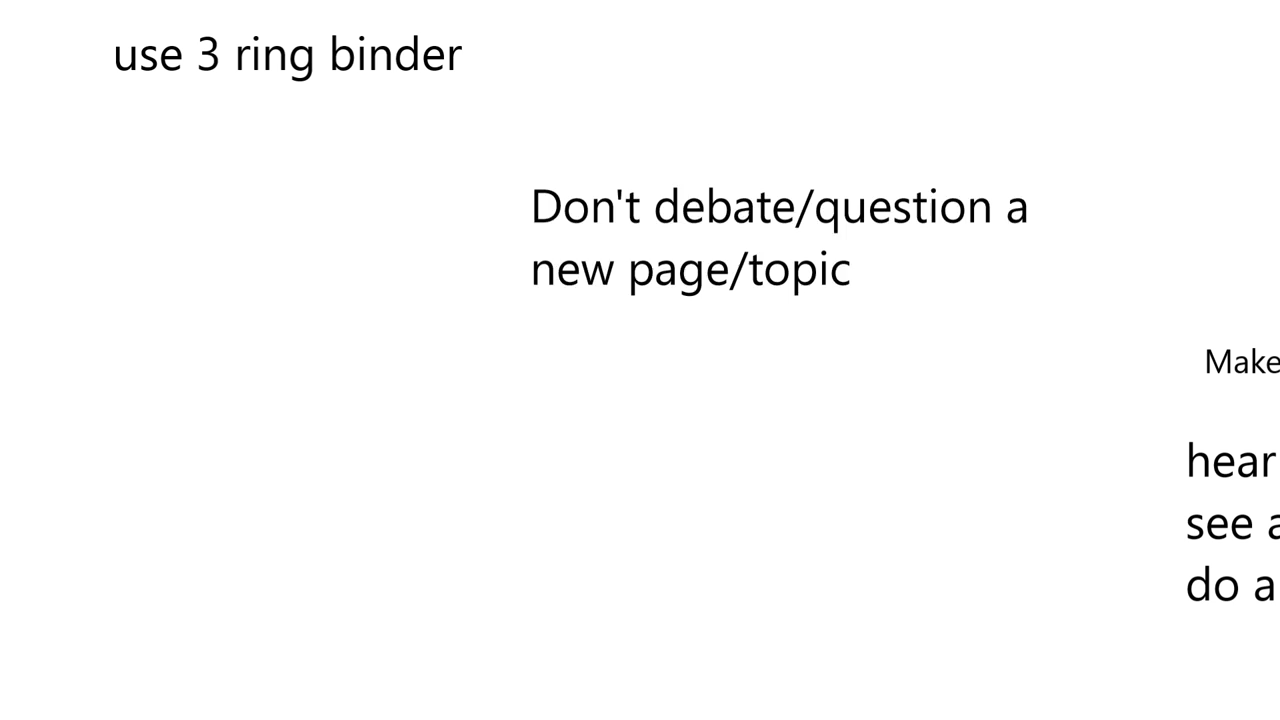 use 3 ring binder
Don't debate/question a
new page/topic
Make
hear
see a
do a